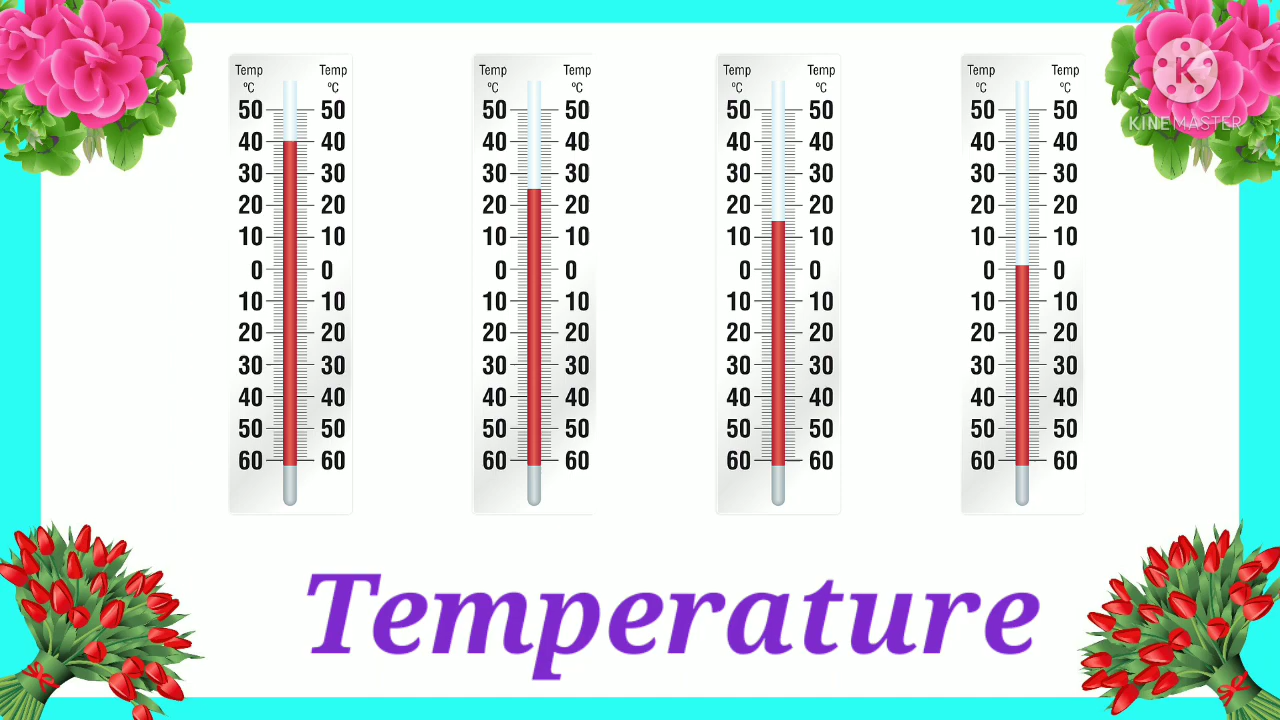 Temp Temp Temp Temp Temp Temp Temp Temp
°C °C °C °C °C °C °C °C
50 50 50 50 50 50 50 50
40 40 40 40 40 40 40 40
30 30 30 30 30 30 30 30
20 20 20 20 20 20 20 20
10 10 10 10 10 10 10 10
0 0 0 0 0 0 0 0
10 10 10 10 10 10 10 10
20 20 20 20 20 20 20 20
30 30 30 30 30 30 30 30
40 40 40 40 40 40 40 40
50 50 50 50 50 50 50 50
60 60 60 60 60 60 60 60
K
KINEMASTER
Temperature